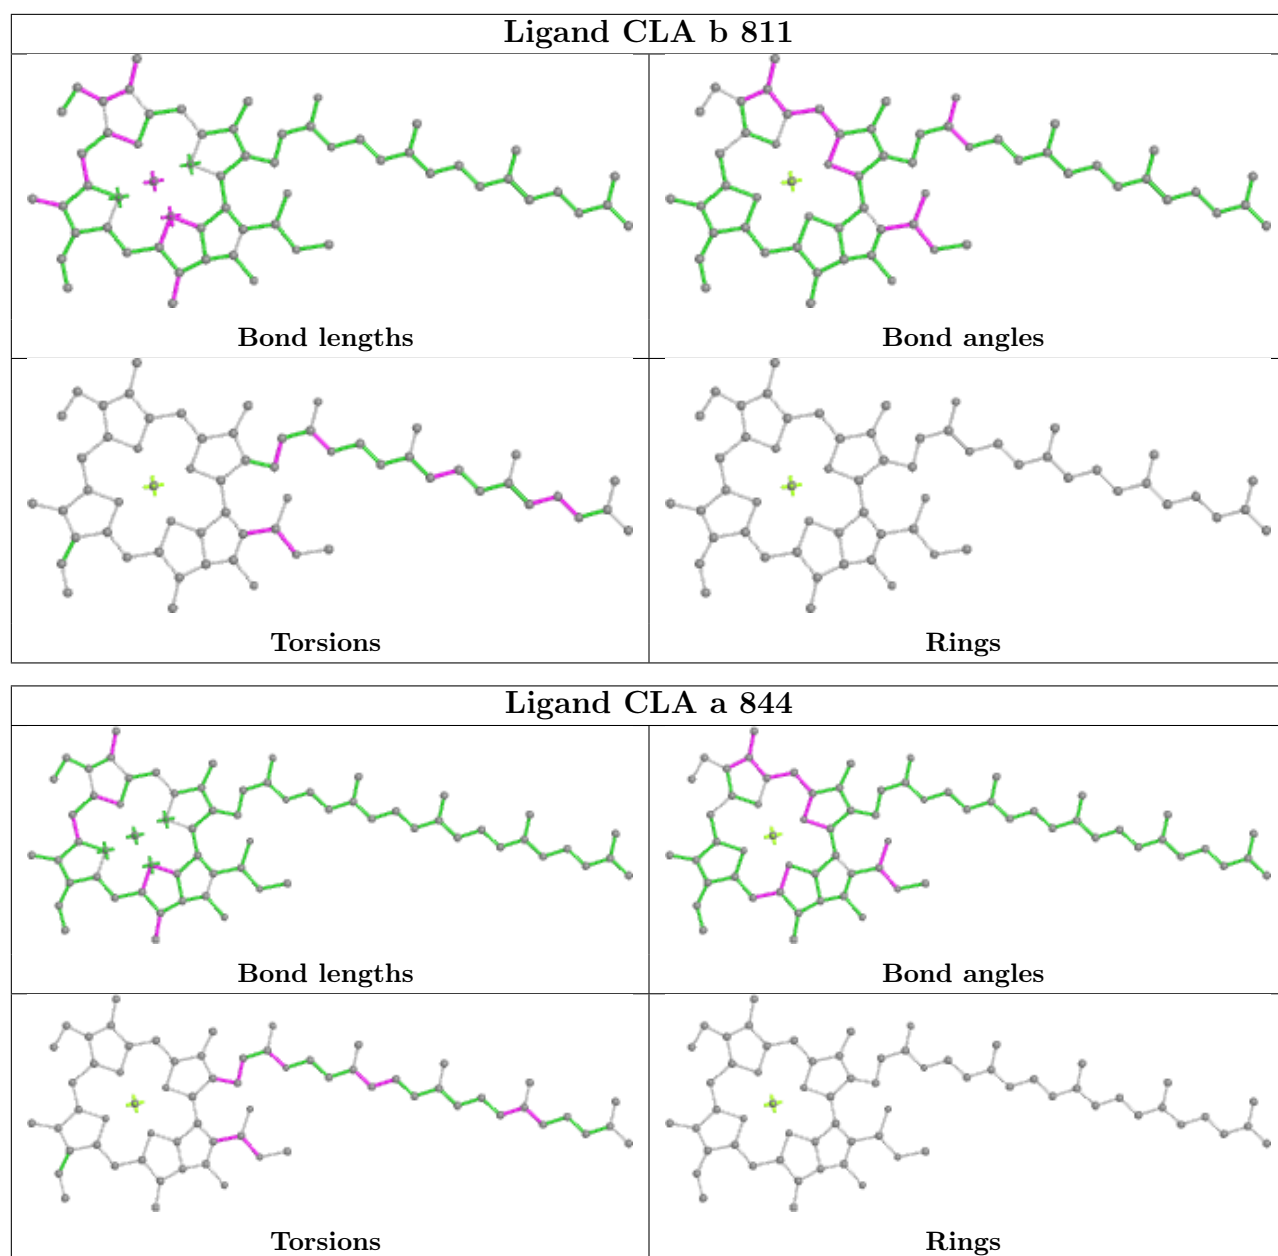 Ligand CLA b 811
Bond lengths
Bond angles
Torsions
Rings
Ligand CLA a 844
Bond lengths
Bond angles
Torsions
Rings